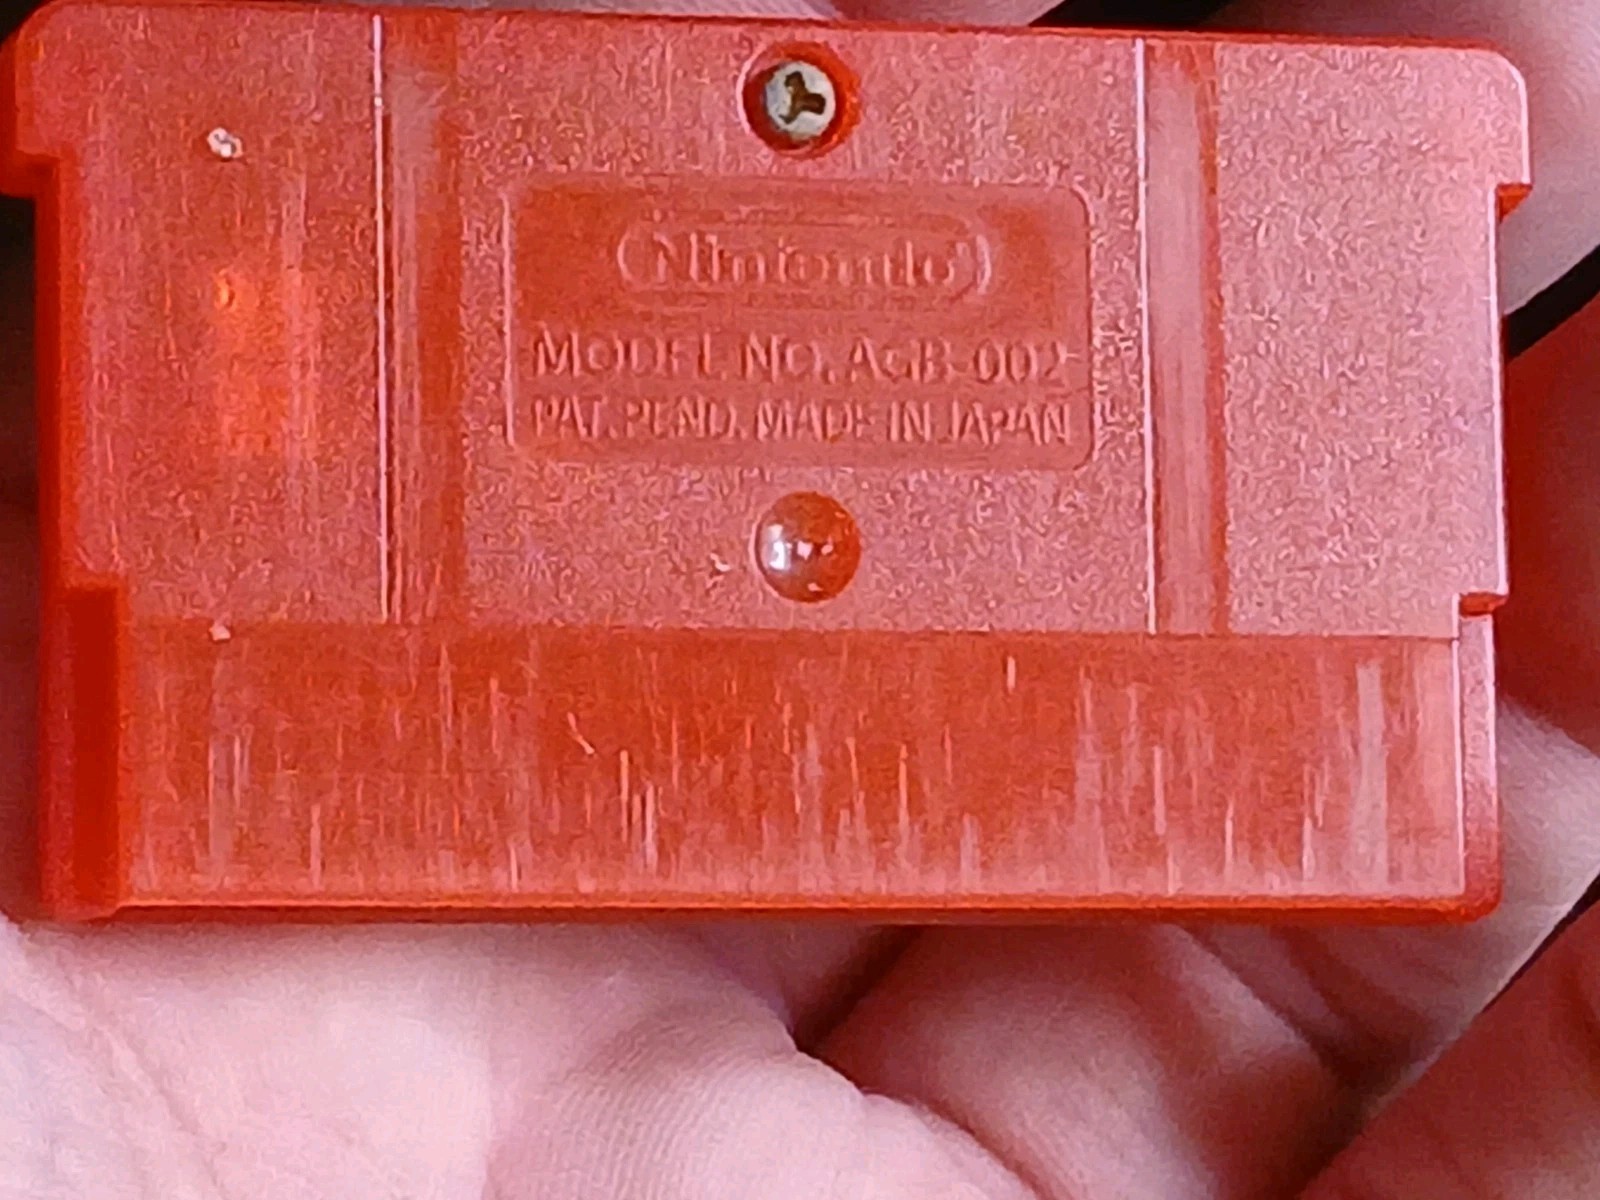 Nintendo
MODEL NO. AGB-002
PAT. PEND. MADE IN JAPAN